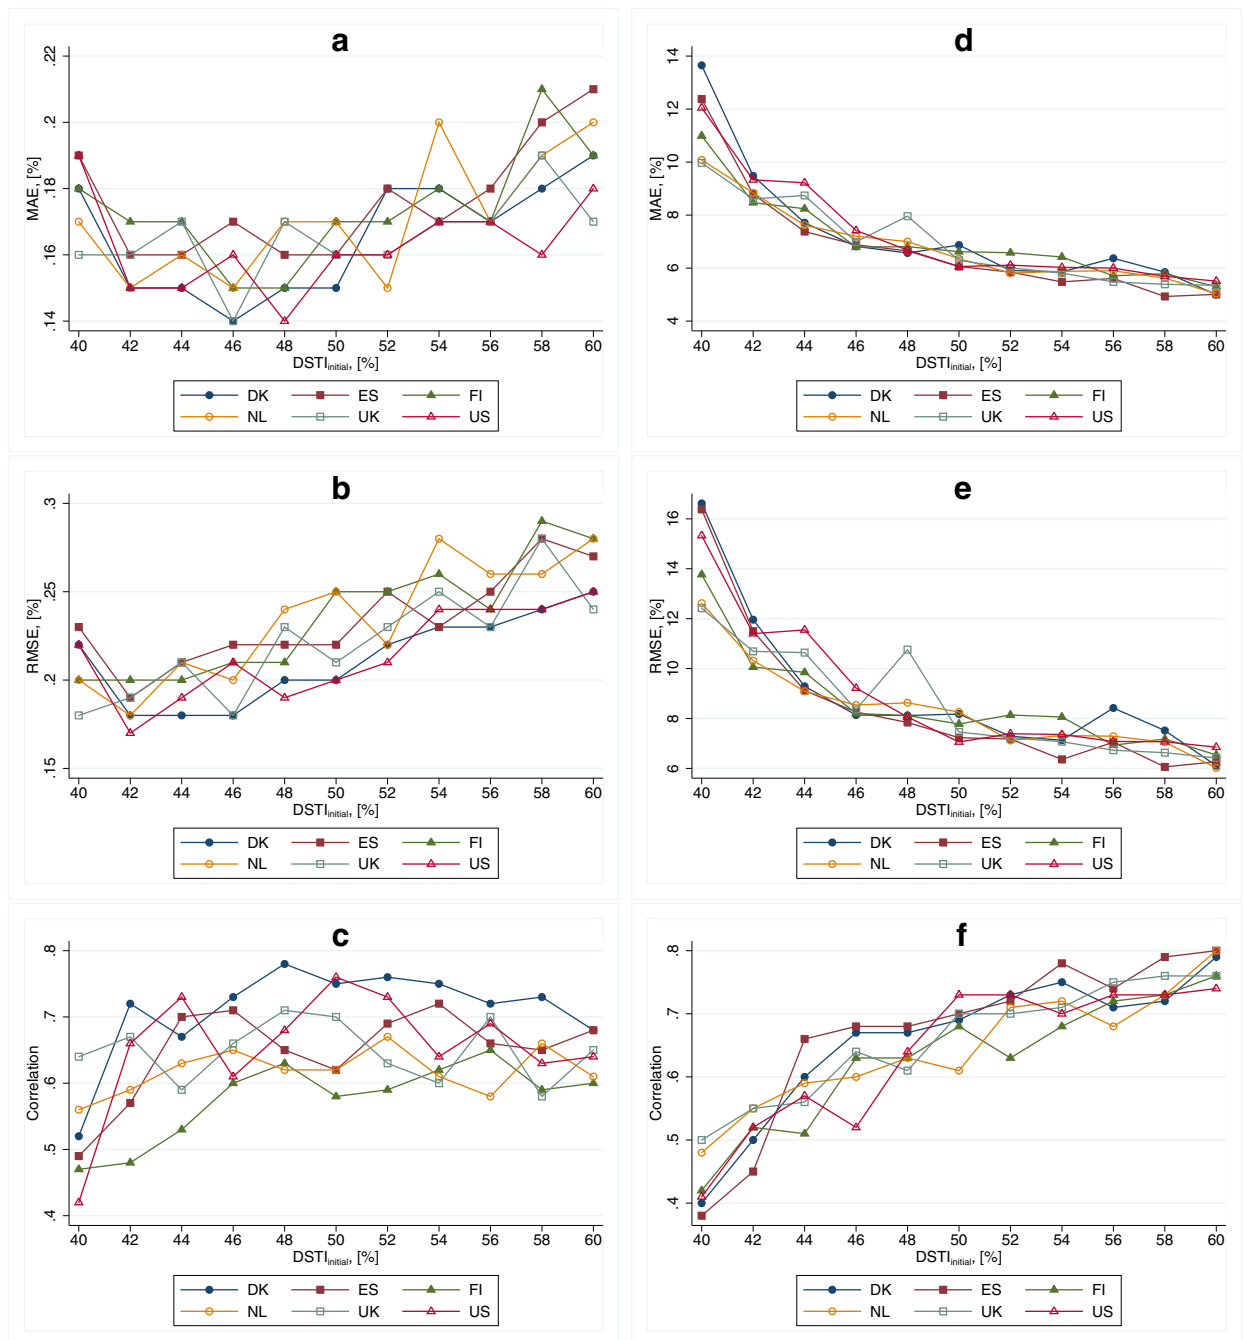 a
.22
.2
.18
.16
.14
MAE, [%]
40 42 44 46 48 50 52 54 56 58 60
DSTIinitial, [%]
DK ES FI
NL UK US
d
14
12
10
8
6
4
MAE, [%]
40 42 44 46 48 50 52 54 56 58 60
DSTIinitial, [%]
DK ES FI
NL UK US
b
.3
.25
.2
.15
RMSE, [%]
40 42 44 46 48 50 52 54 56 58 60
DSTIinitial, [%]
DK ES FI
NL UK US
e
16
14
12
10
8
6
RMSE, [%]
40 42 44 46 48 50 52 54 56 58 60
DSTIinitial, [%]
DK ES FI
NL UK US
c
.8
.7
.6
.5
.4
Correlation
40 42 44 46 48 50 52 54 56 58 60
DSTIinitial, [%]
DK ES FI
NL UK US
f
.8
.7
.6
.5
.4
Correlation
40 42 44 46 48 50 52 54 56 58 60
DSTIinitial, [%]
DK ES FI
NL UK US